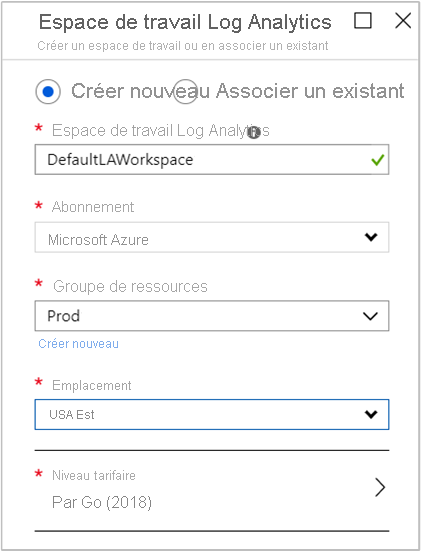 Espace de travail Log Analytics
Créer un espace de travail ou en associer un existant
Créer nouveau Associer un existant
* Espace de travail Log Analytics
DefaultLAWorkspace
* Abonnement
Microsoft Azure
* Groupe de ressources
Prod
Créer nouveau
* Emplacement
USA Est
* Niveau tarifaire
Par Go (2018)